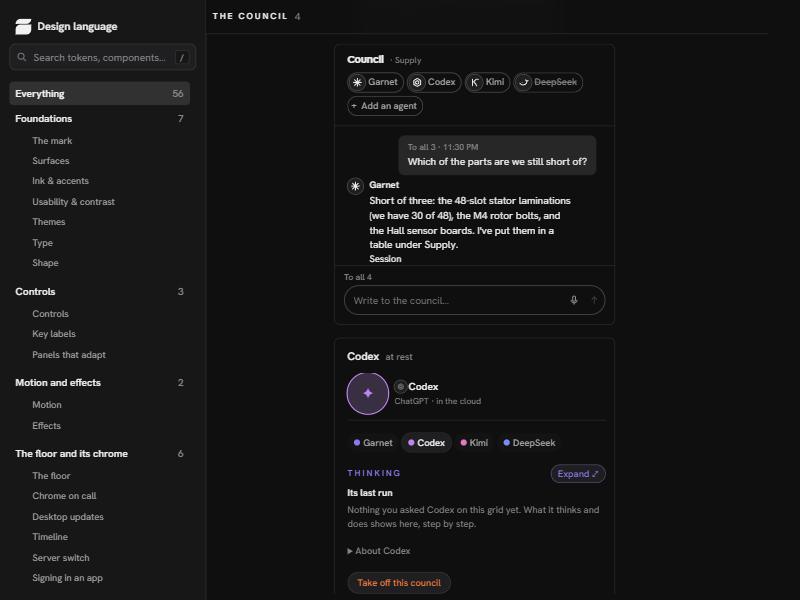 Design language
Search tokens, components... /
Everything 56
Foundations 7
The mark
Surfaces
Ink & accents
Usability & contrast
Themes
Type
Shape
Controls 3
Controls
Key labels
Panels that adapt
Motion and effects 2
Motion
Effects
The floor and its chrome 6
The floor
Chrome on call
Desktop updates
Timeline
Server switch
Signing in an app
THE COUNCIL 4
Council · Supply
Garnet Codex Kimi DeepSeek
+ Add an agent
To all 3 · 11:30 PM
Which of the parts are we still short of?
Garnet
Short of three: the 48-slot stator laminations
(we have 30 of 48), the M4 rotor bolts, and
the Hall sensor boards. I've put them in a
table under Supply.
Session
To all 4
Write to the council...
Codex at rest
Codex
ChatGPT · in the cloud
Garnet Codex Kimi DeepSeek
THINKING Expand
Its last run
Nothing you asked Codex on this grid yet. What it thinks and
does shows here, step by step.
About Codex
Take off this council